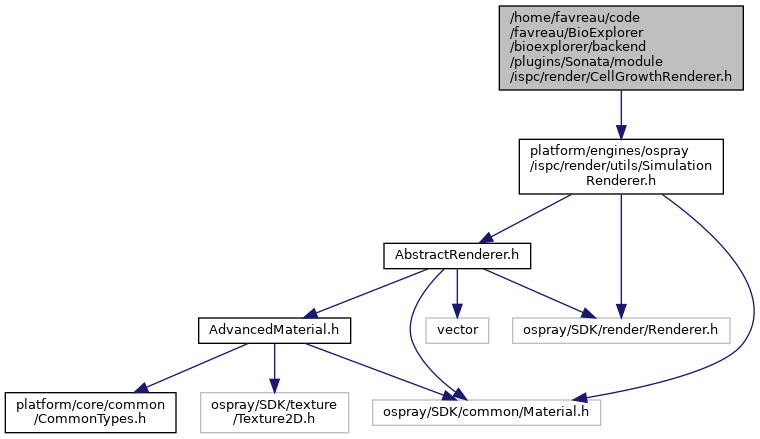 /home/favreau/code
/favreau/BioExplorer
/bioexplorer/backend
/plugins/Sonata/module
/ispc/render/CellGrowthRenderer.h
platform/engines/ospray
/ispc/render/utils/Simulation
Renderer.h
AbstractRenderer.h
AdvancedMaterial.h
vector
ospray/SDK/render/Renderer.h
platform/core/common
/CommonTypes.h
ospray/SDK/texture
/Texture2D.h
ospray/SDK/common/Material.h